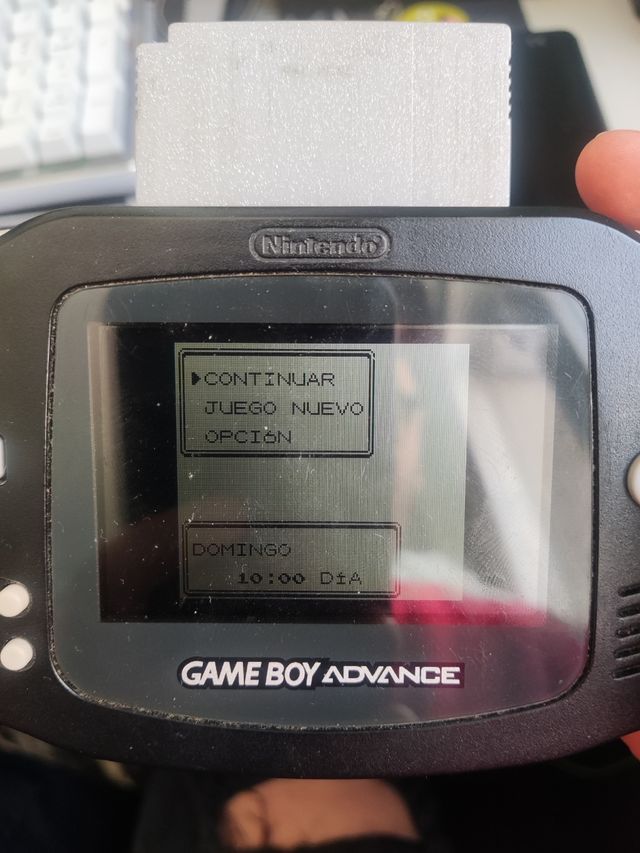 Nintendo
CONTINUAR
JUEGO NUEVO
OPCIóN
DOMINGO
10:00 DíA
GAME BOY ADVANCE